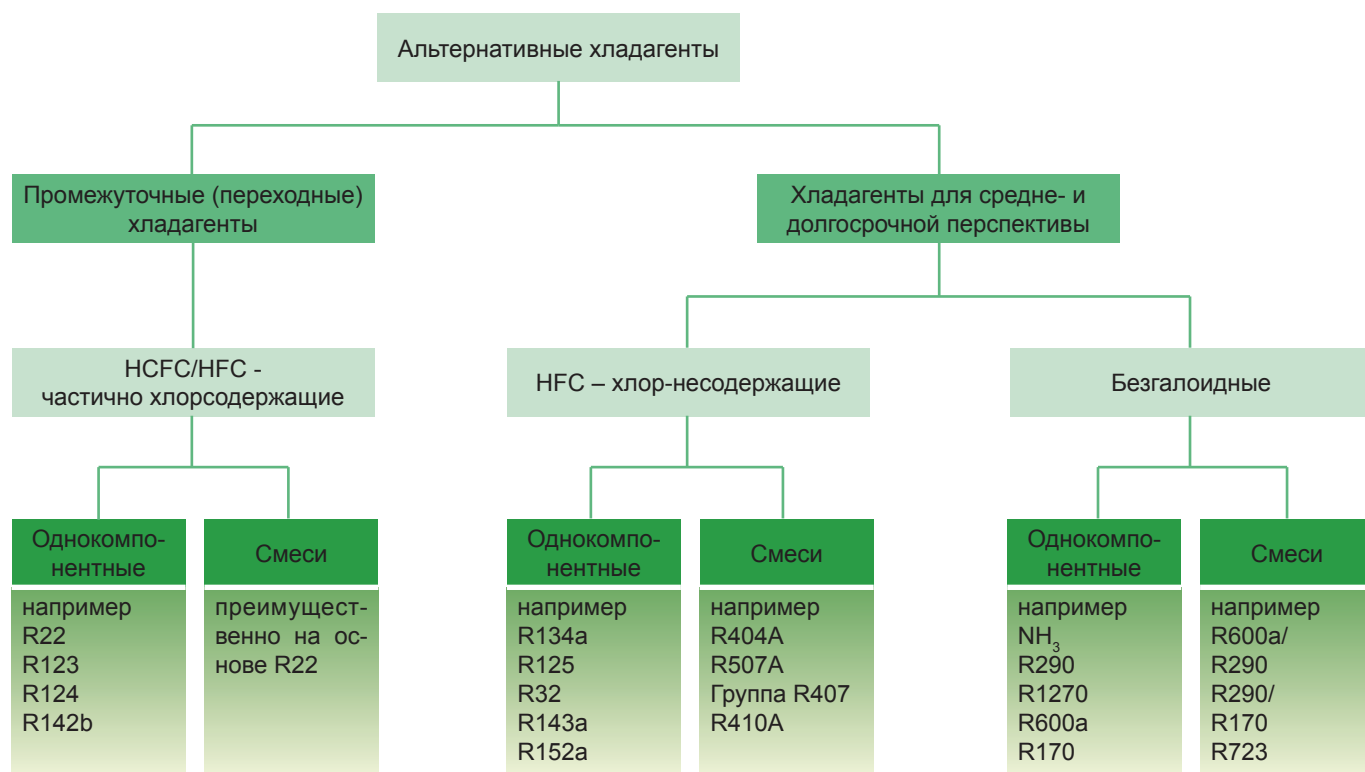 Альтернативные хладагенты
Промежуточные (переходные)
хладагенты
Хладагенты для средне- и
долгосрочной перспективы
HCFC/HFC -
частично хлорсодержащие
HFC – хлор-несодержащие
Безгалоидные
Однокомпо-
нентные
например
R22
R123
R124
R142b
Смеси
преимущест-
венно на ос-
нове R22
Однокомпо-
нентные
например
R134a
R125
R32
R143a
R152a
Смеси
например
R404A
R507A
Группа R407
R410A
Однокомпо-
нентные
например
NH₃
R290
R1270
R600a
R170
Смеси
например
R600a/
R290
R290/
R170
R723